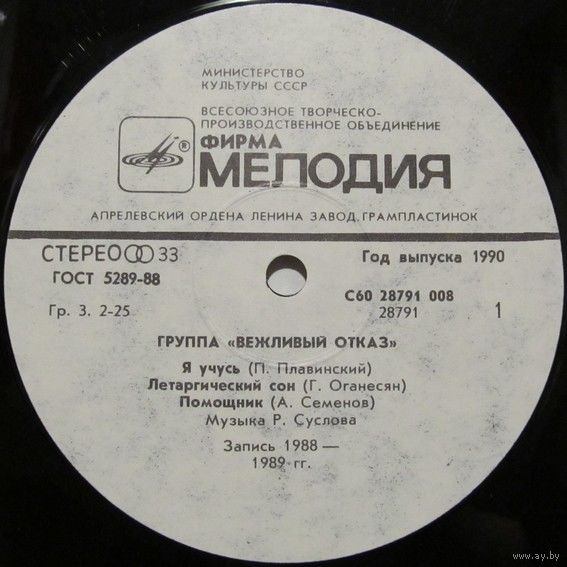 МИНИСТЕРСТВО
КУЛЬТУРЫ СССР
ВСЕСОЮЗНОЕ ТВОРЧЕСКО-
ПРОИЗВОДСТВЕННОЕ ОБЪЕДИНЕНИЕ
®
ФИРМА
МЕЛОДИЯ
АПРЕЛЕВСКИЙ ОРДЕНА ЛЕНИНА ЗАВОД ГРАМПЛАСТИНОК
СТЕРЕО 33
Год выпуска 1990
ГОСТ 5289-88
С60 28791 008
Гр. 3. 2-25
28791
1
ГРУППА «ВЕЖЛИВЫЙ ОТКАЗ»
Я учусь (П. Плавинский)
Летаргический сон (Г. Оганесян)
Помощник (А. Семенов)
Музыка Р. Суслова
Запись 1988 —
1989 гг.
www.ay.by